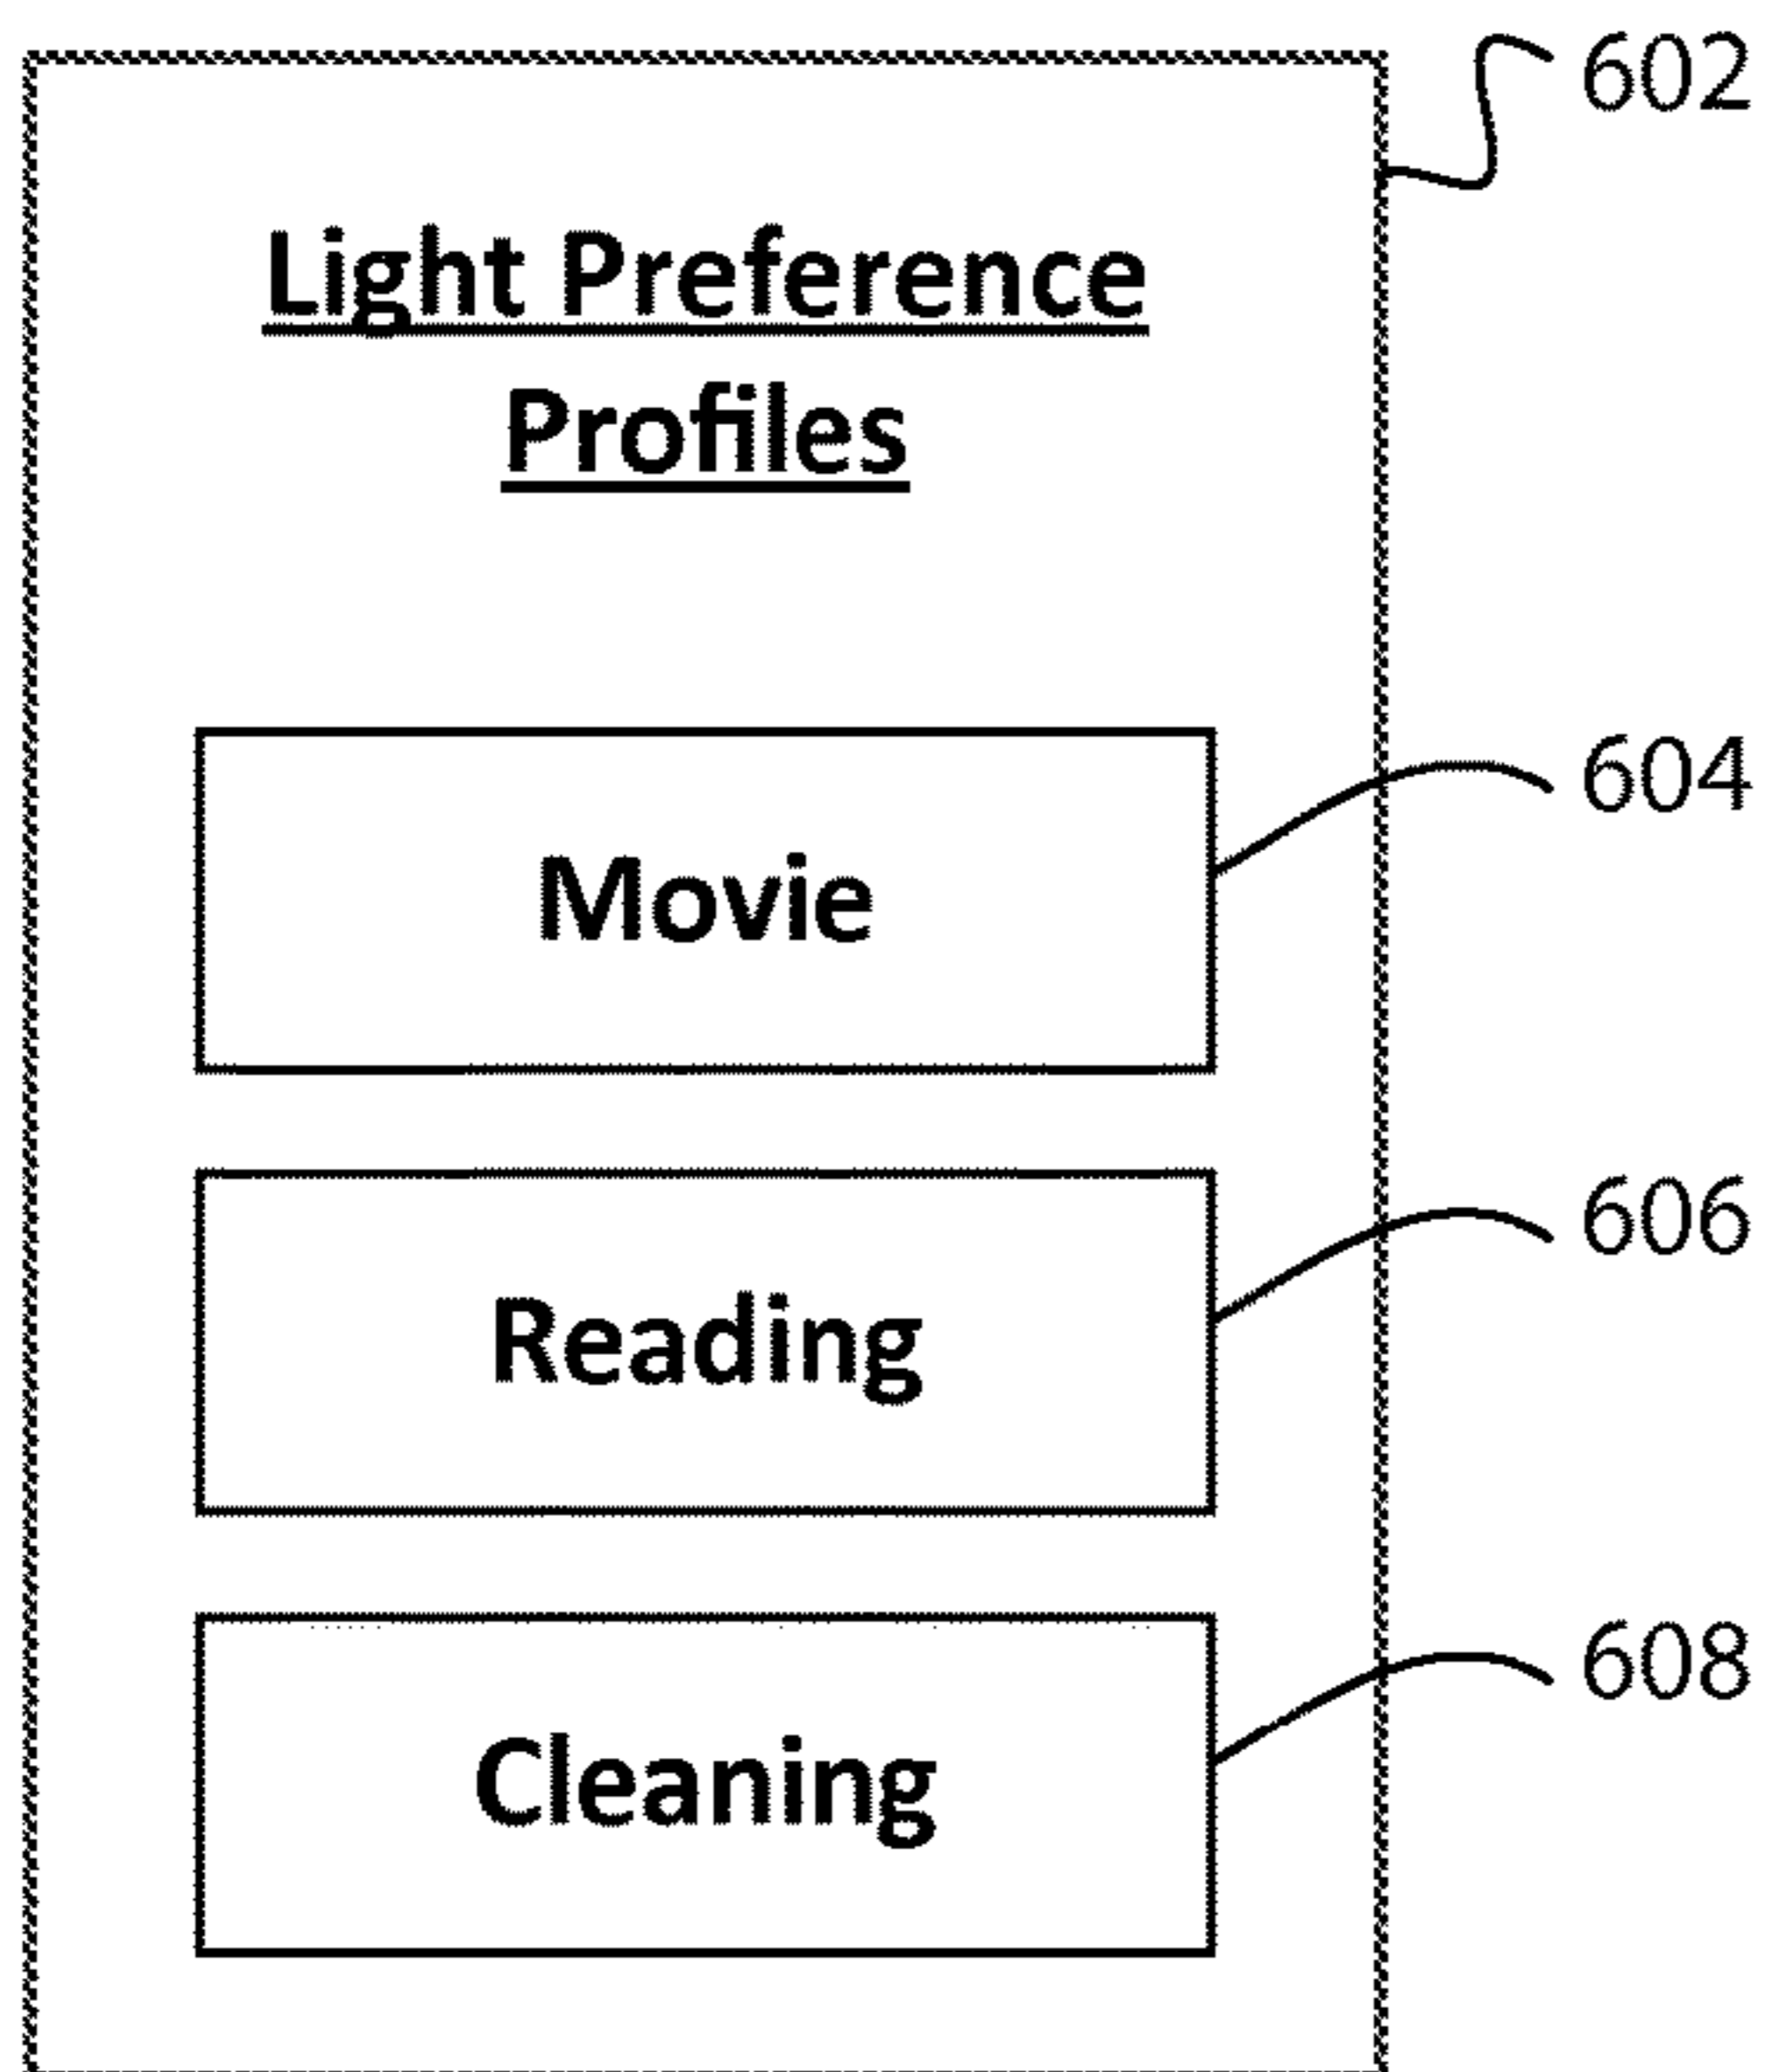 602
Light Preference
Profiles
604
Movie
606
Reading
608
Cleaning